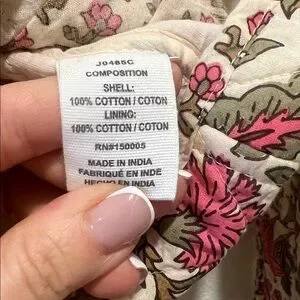 J0485C
COMPOSITION
SHELL:
100% COTTON / COTON
LINING:
100% COTTON / COTON
RN#150005
MADE IN INDIA
FABRIQUÉ EN INDE
HECHO EN INDIA